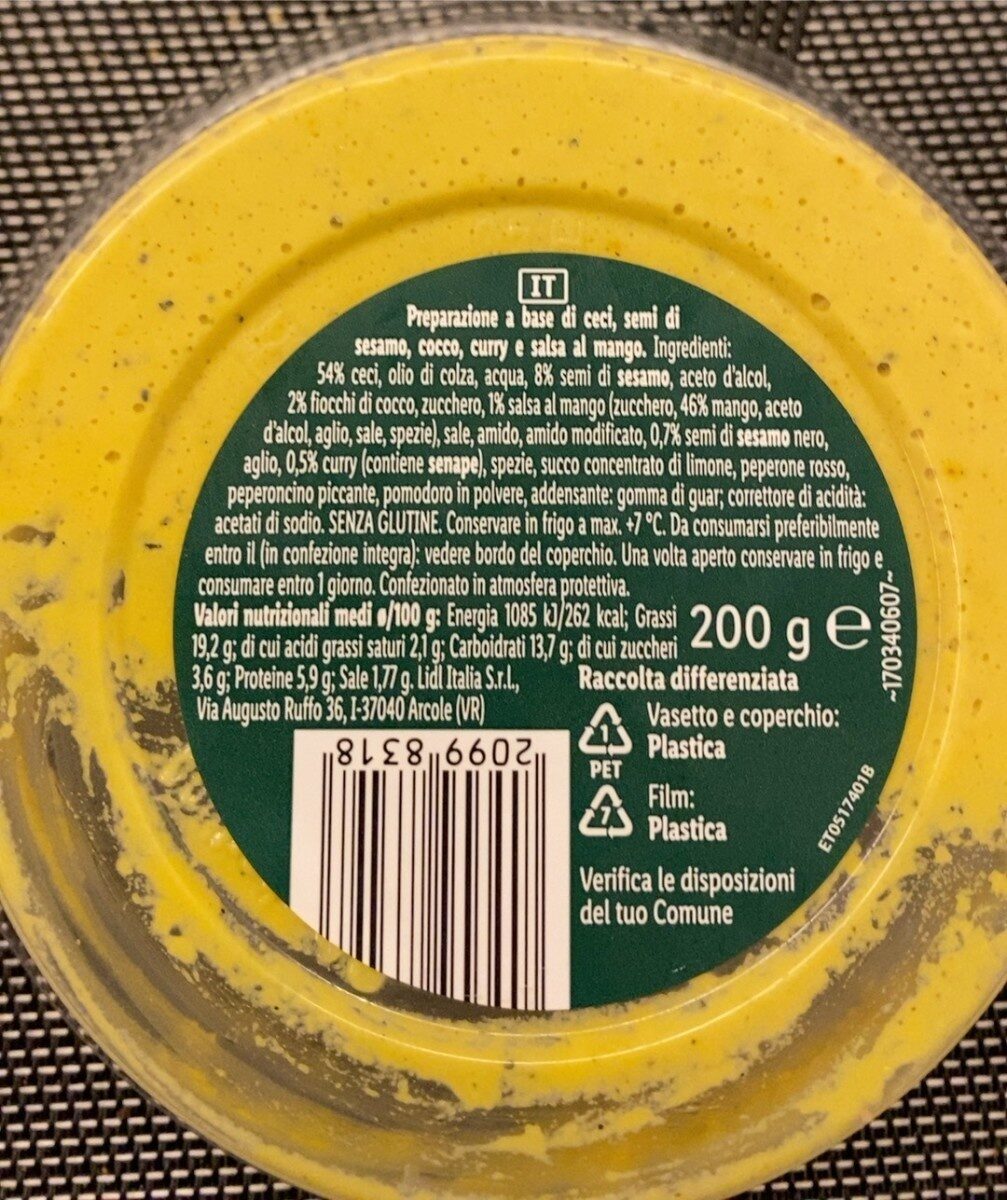 IT
Preparazione a base di ceci, semi di
sesamo, cocco, curry e salsa al mango. Ingredienti:
54% ceci, olio di colza, acqua, 8% semi di sesamo, aceto d'alcol,
2% fiocchi di cocco, zucchero, 1% salsa al mango (zucchero, 46% mango, aceto
d'alcol, aglio, sale, spezie), sale, amido, amido modificato, 0,7% semi di sesamo nero,
aglio, 0,5% curry (contiene senape), spezie, succo concentrato di limone, peperone rosso,
peperoncino piccante, pomodoro in polvere, addensante: gomma di guar; correttore di acidità:
acetati di sodio. SENZA GLUTINE. Conservare in frigo a max. +7 °C. Da consumarsi preferibilmente
entro il (in confezione integra): vedere bordo del coperchio. Una volta aperto conservare in frigo e
consumare entro 1 giorno. Confezionato in atmosfera protettiva.
Valori nutrizionali medi ø/100 g: Energia 1085 kJ/262 kcal; Grassi
19,2 g; di cui acidi grassi saturi 2,1 g; Carboidrati 13,7 g; di cui zuccheri
3,6 g; Proteine 5,9 g; Sale 1,77 g. Lidl Italia S.r.l.,
Via Augusto Ruffo 36, I-37040 Arcole (VR)
200 g ℮
~170340607~
Raccolta differenziata
1
PET
Vasetto e coperchio:
Plastica
7
Film:
Plastica
Verifica le disposizioni
del tuo Comune
ET0517401B
2099 8318